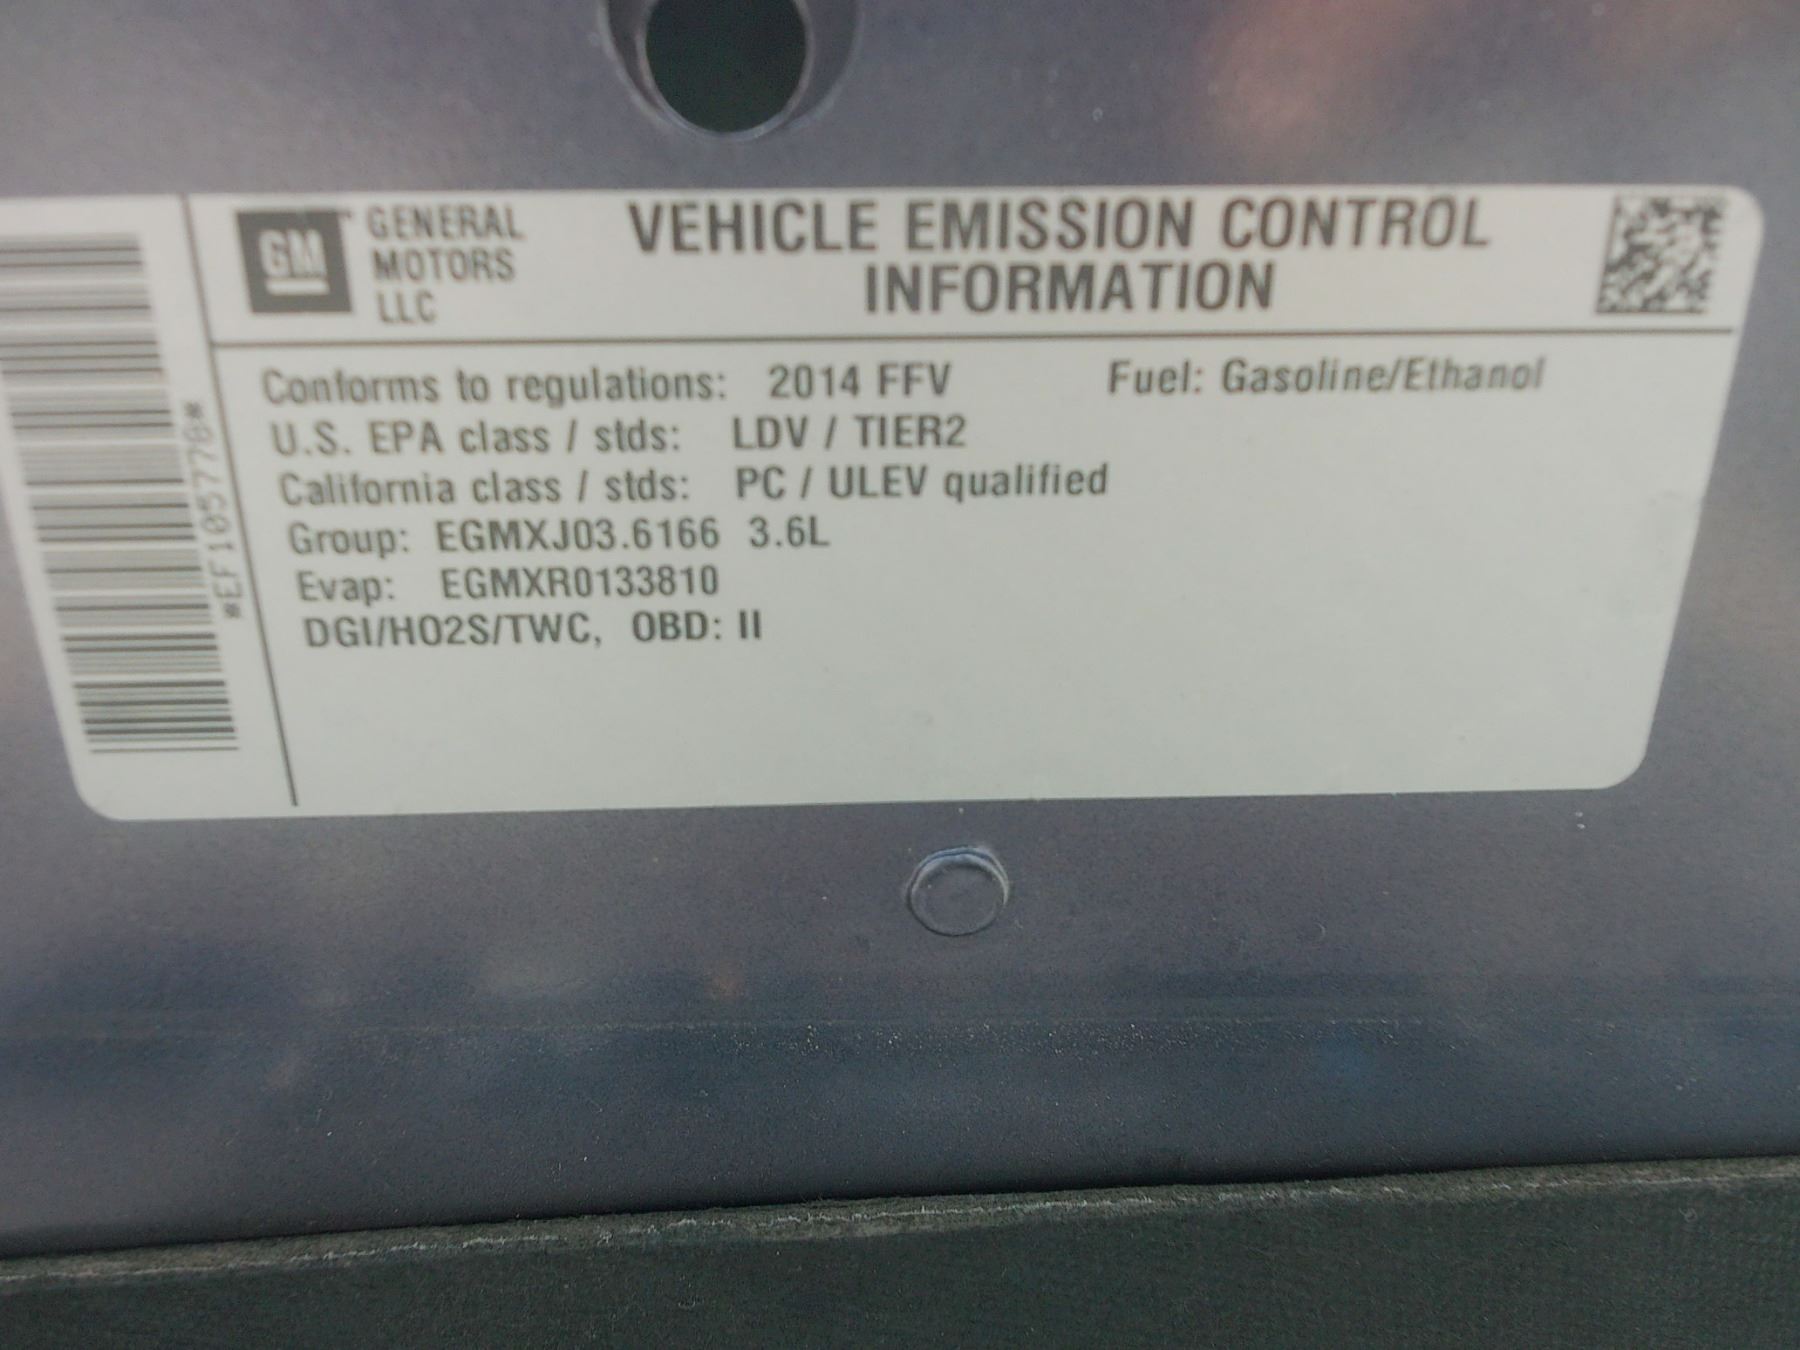 GM
GENERAL
MOTORS
LLC
VEHICLE EMISSION CONTROL
INFORMATION
Conforms to regulations: 2014 FFV Fuel: Gasoline/Ethanol
U.S. EPA class / stds: LDV / TIER2
California class / stds: PC / ULEV qualified
Group: EGMXJ03.6166 3.6L
Evap: EGMXR0133810
DGI/HO2S/TWC, OBD: II
*EF1057778*